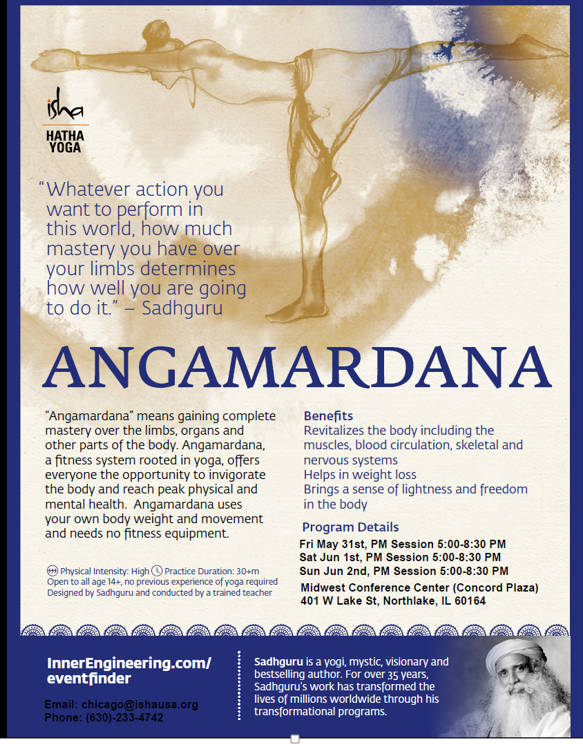 isha
HATHA
YOGA
“Whatever action you
want to perform in
this world, how much
mastery you have over
your limbs determines
how well you are going
to do it.” – Sadhguru
ANGAMARDANA
“Angamardana” means gaining complete
mastery over the limbs, organs and
other parts of the body. Angamardana,
a fitness system rooted in yoga, offers
everyone the opportunity to invigorate
the body and reach peak physical and
mental health. Angamardana uses
your own body weight and movement
and needs no fitness equipment.
Physical Intensity: High Practice Duration: 30+m
Open to all age 14+, no previous experience of yoga required
Designed by Sadhguru and conducted by a trained teacher
Benefits
Revitalizes the body including the
muscles, blood circulation, skeletal and
nervous systems
Helps in weight loss
Brings a sense of lightness and freedom
in the body
Program Details
Fri May 31st, PM Session 5:00-8:30 PM
Sat Jun 1st, PM Session 5:00-8:30 PM
Sun Jun 2nd, PM Session 5:00-8:30 PM
Midwest Conference Center (Concord Plaza)
401 W Lake St, Northlake, IL 60164
InnerEngineering.com/
eventfinder
Email: chicago@ishausa.org
Phone: (630)-233-4742
Sadhguru is a yogi, mystic, visionary and
bestselling author. For over 35 years,
Sadhguru’s work has transformed the
lives of millions worldwide through his
transformational programs.